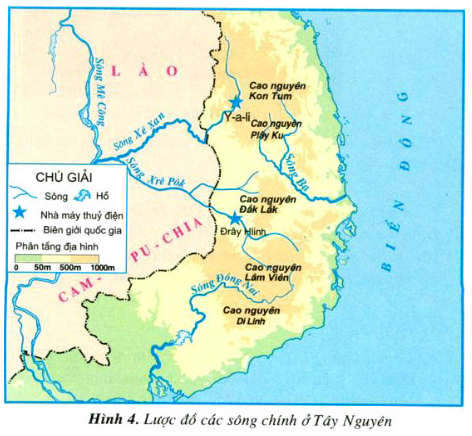 LÀO
Sông Mê Công
Cao nguyên
Kon Tum
Y-a-li
Cao nguyên
Plây Ku
Sông Xê Xan
Sông Ba
Sông Xrê Pôk
Cao nguyên
Đắk Lắk
Đrây Hlinh
BIỂN ĐÔNG
CHÚ GIẢI
Sông
Hồ
Nhà máy thuỷ điện
Biên giới quốc gia
Phân tầng địa hình
0 50m 500m 1000m
CAM-PU-CHIA
Cao nguyên
Lâm Viên
Sông Đồng Nai
Cao nguyên
Di Linh
Hình 4. Lược đồ các sông chính ở Tây Nguyên